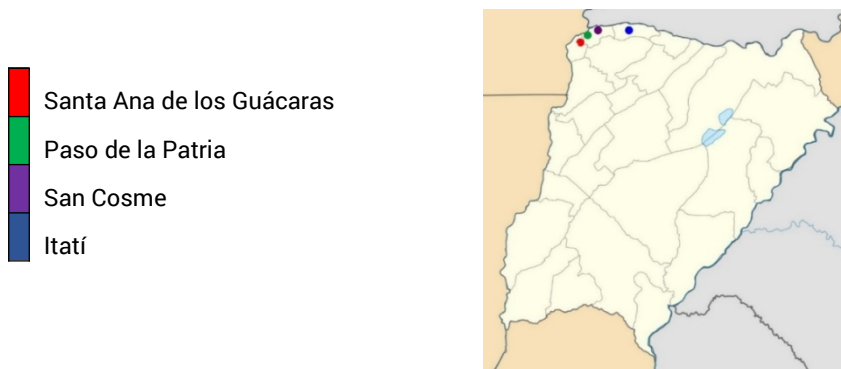 Santa Ana de los Guácaras
Paso de la Patria
San Cosme
Itatí